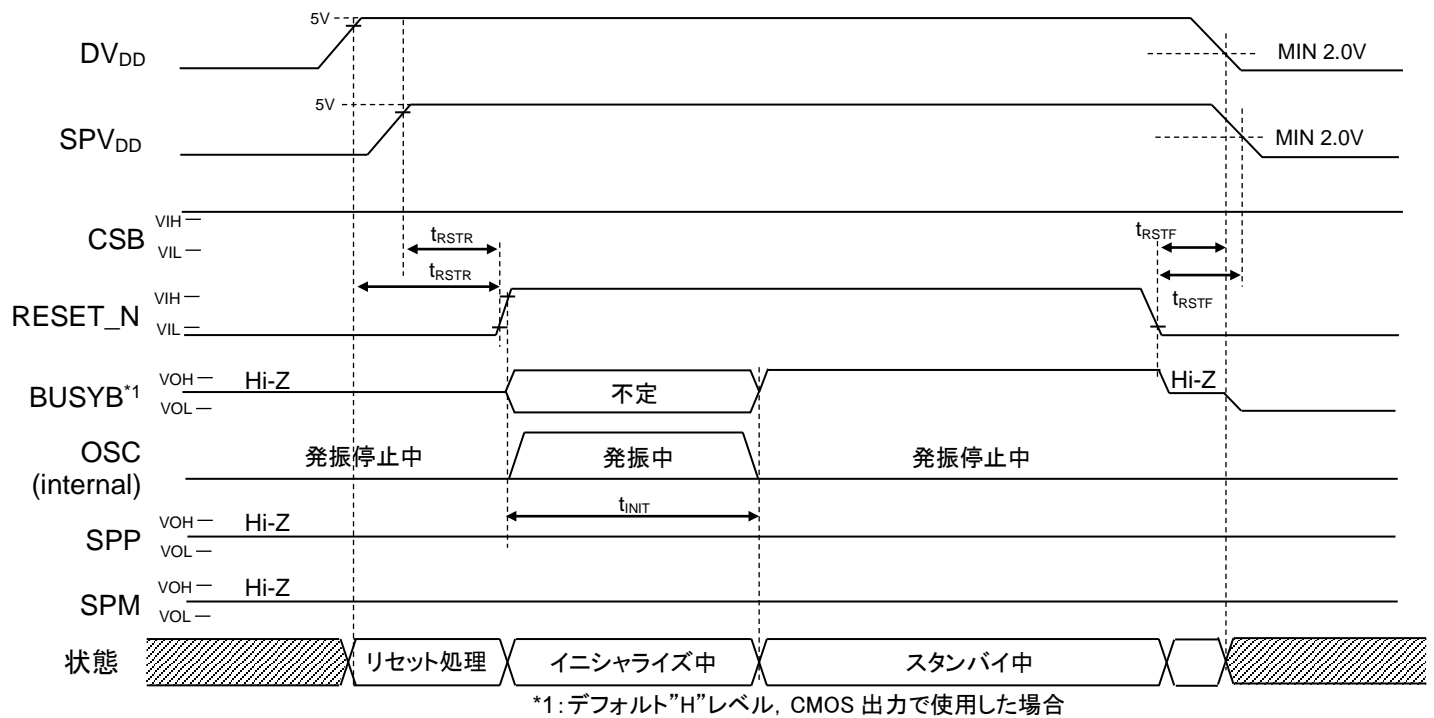 5V
DVDD
MIN 2.0V
5V
SPVDD
MIN 2.0V
CSB
VIH
VIL
tRSTR
tRSTF
tRSTR
tRSTF
RESET_N
VIH
VIL
BUSYB*1
VOH
VOL
Hi-Z
不定
Hi-Z
OSC
(internal)
発振停止中
発振中
発振停止中
tINIT
SPP
VOH
VOL
Hi-Z
SPM
VOH
VOL
Hi-Z
状態
リセット処理
イニシャライズ中
スタンバイ中
*1:デフォルト”H”レベル, CMOS 出力で使用した場合